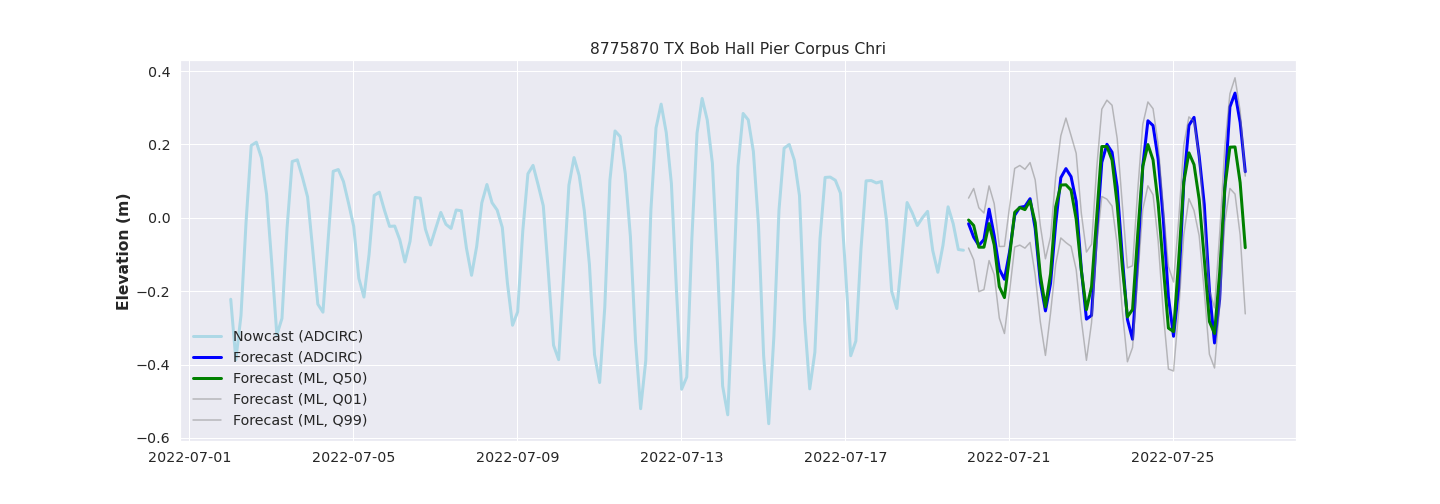 8775870 TX Bob Hall Pier Corpus Chri
0.4
0.2
0.0
−0.2
−0.4
−0.6
Elevation (m)
Nowcast (ADCIRC)
Forecast (ADCIRC)
Forecast (ML, Q50)
Forecast (ML, Q01)
Forecast (ML, Q99)
2022-07-01 2022-07-05 2022-07-09 2022-07-13 2022-07-17 2022-07-21 2022-07-25